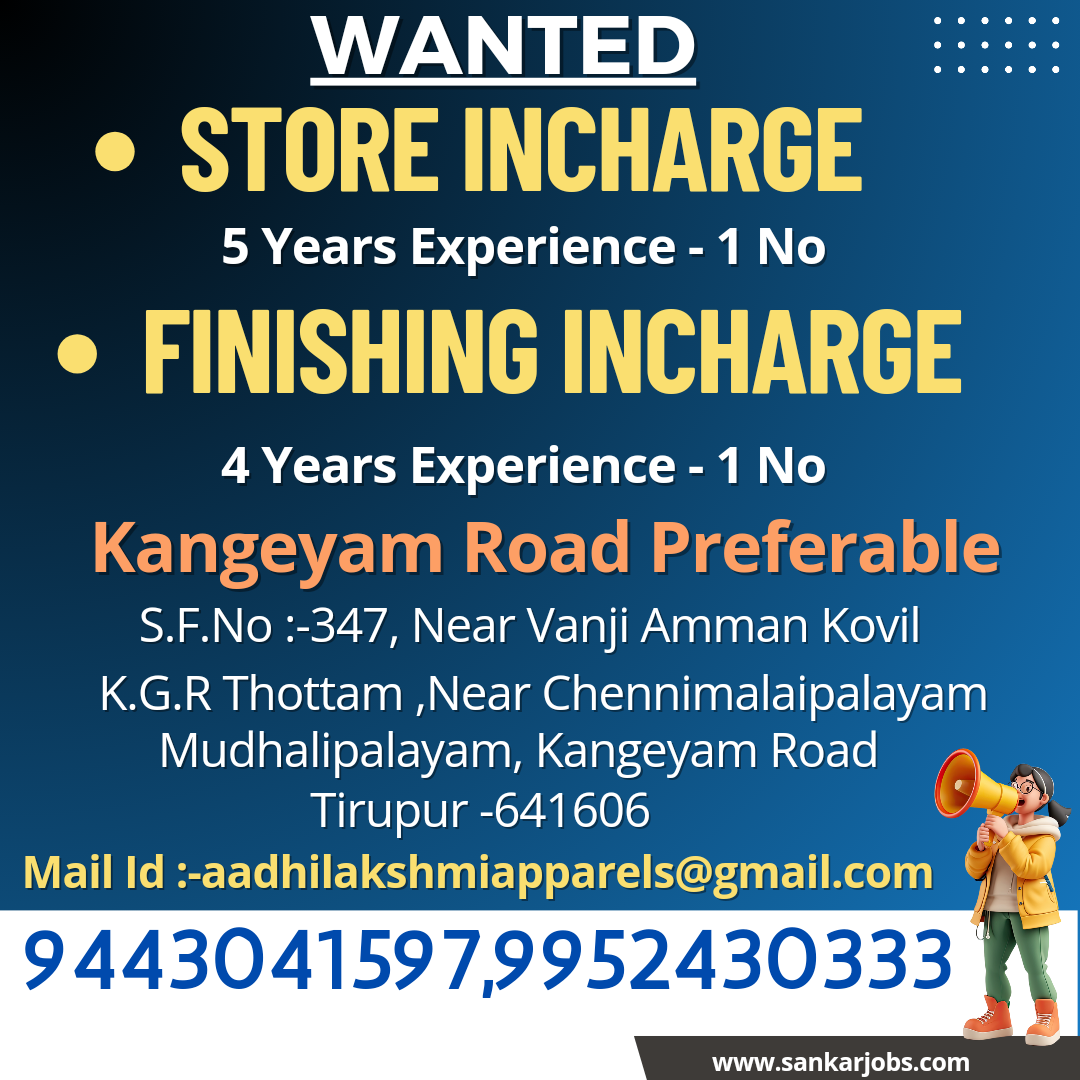 WANTED
• STORE INCHARGE
5 Years Experience - 1 No
• FINISHING INCHARGE
4 Years Experience - 1 No
Kangeyam Road Preferable
S.F.No :-347, Near Vanji Amman Kovil
K.G.R Thottam ,Near Chennimalaipalayam
Mudhalipalayam, Kangeyam Road
Tirupur -641606
Mail Id :-aadhilakshmiapparels@gmail.com
9443041597,9952430333
www.sankarjobs.com